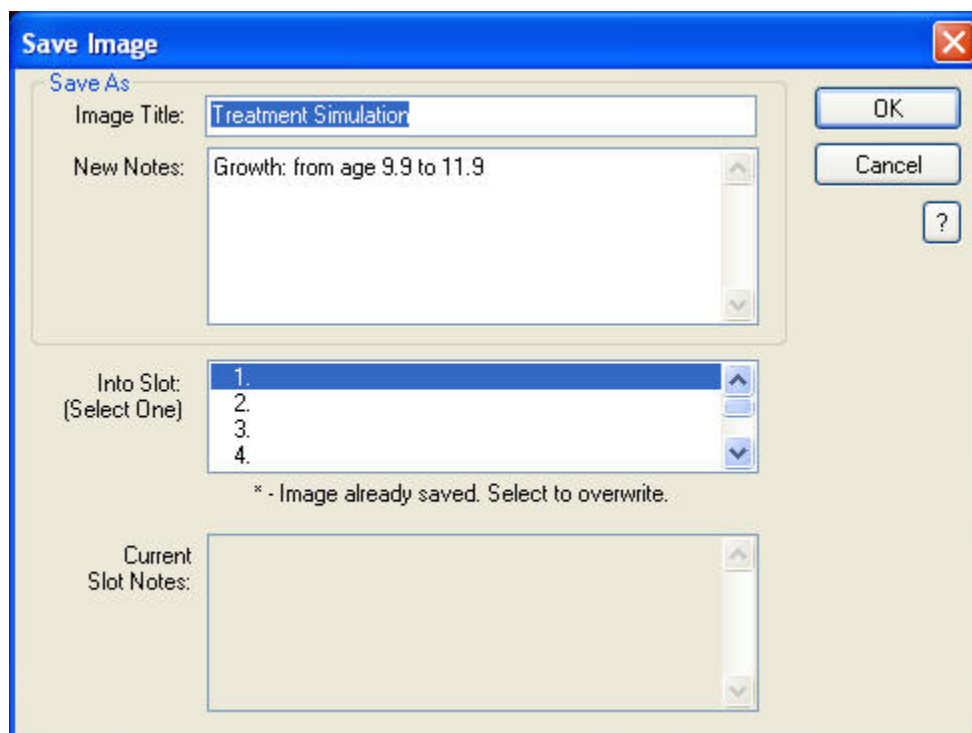 Save Image
Save As
Image Title:
Treatment Simulation
OK
New Notes:
Growth: from age 9.9 to 11.9
Cancel
?
Into Slot:
(Select One)
1.
2.
3.
4.
* - Image already saved. Select to overwrite.
Current
Slot Notes: